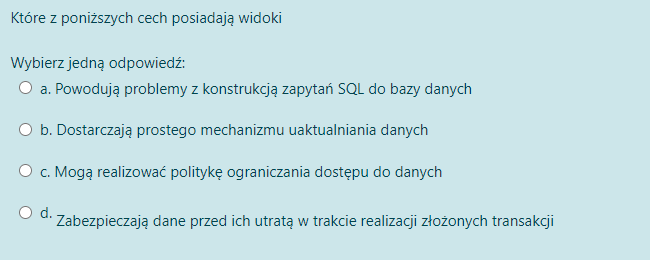 Które z poniższych cech posiadają widoki
Wybierz jedną odpowiedź:
a. Powodują problemy z konstrukcją zapytań SQL do bazy danych
b. Dostarczają prostego mechanizmu uaktualniania danych
c. Mogą realizować politykę ograniczania dostępu do danych
d. Zabezpieczają dane przed ich utratą w trakcie realizacji złożonych transakcji